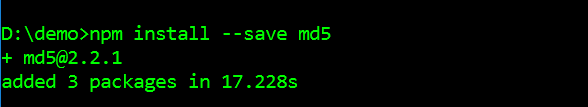 D:\demo>npm install --save md5
+ md5@2.2.1
added 3 packages in 17.228s